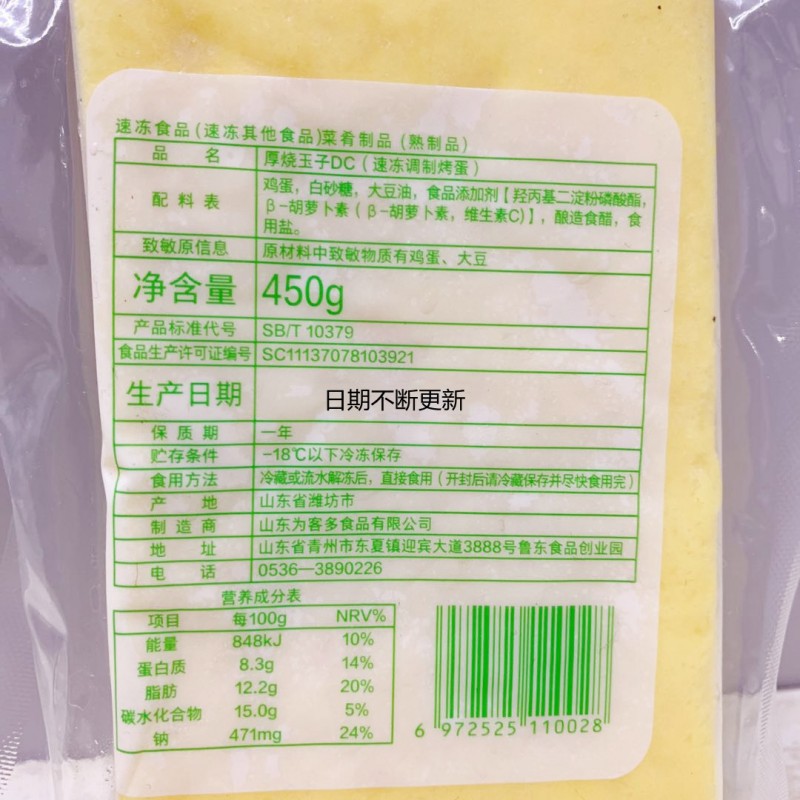 速冻食品(速冻其他食品)菜肴制品(熟制品)
品 名 厚烧玉子DC(速冻调制烤蛋)
配料表 鸡蛋,白砂糖,大豆油,食品添加剂【羟丙基二淀粉磷酸酯,
β-胡萝卜素(β-胡萝卜素,维生素C)】,酿造食醋,食
用盐。
致敏原信息 原材料中致敏物质有鸡蛋、大豆
净含量 450g
产品标准代号 SB/T 10379
食品生产许可证编号 SC11137078103921
生产日期 日期不断更新
保质期 一年
贮存条件 -18℃以下冷冻保存
食用方法 冷藏或流水解冻后,直接食用(开封后请冷藏保存并尽快食用完)
产 地 山东省潍坊市
制造商 山东为客多食品有限公司
地 址 山东省青州市东夏镇迎宾大道3888号鲁东食品创业园
电 话 0536—3890226
营养成分表
项目 每100g NRV%
能量 848kJ 10%
蛋白质 8.3g 14%
脂肪 12.2g 20%
碳水化合物 15.0g 5%
钠 471mg 24%
6 972525 110028